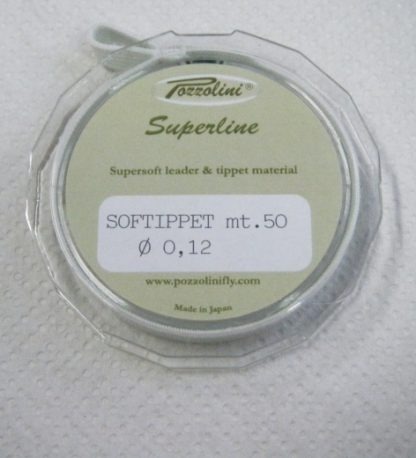 Pozzolini®
Superline
Supersoft leader & tippet material
SOFTIPPET mt.50
Ø 0,12
www.pozzolinifly.com
Made in Japan